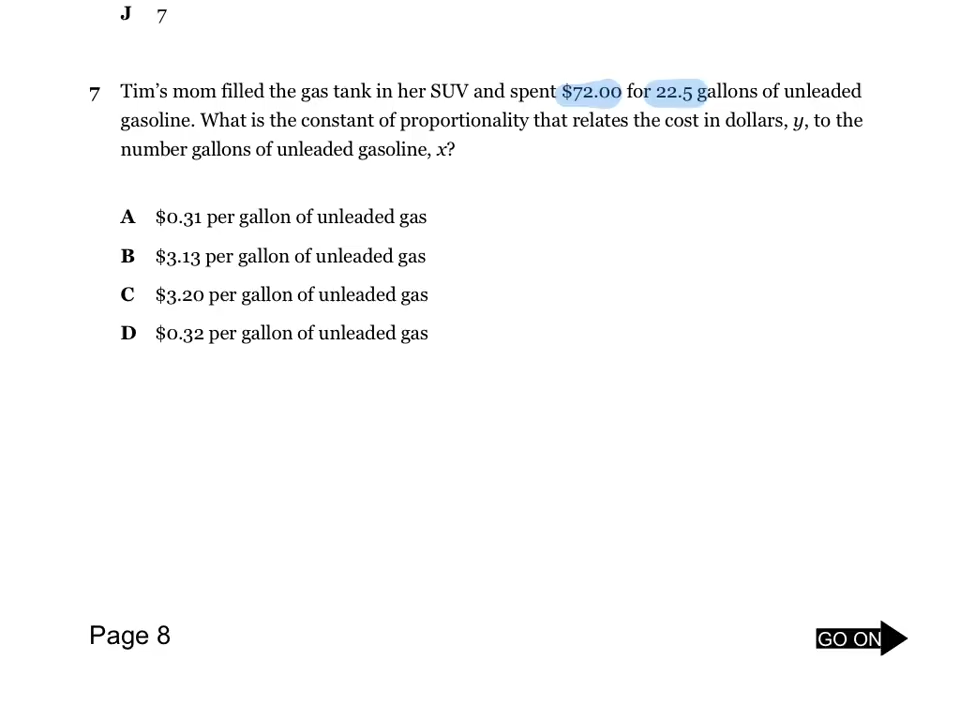 J 7
7 Tim's mom filled the gas tank in her SUV and spent $72.00 for 22.5 gallons of unleaded
gasoline. What is the constant of proportionality that relates the cost in dollars, y, to the
number gallons of unleaded gasoline, x?
A $0.31 per gallon of unleaded gas
B $3.13 per gallon of unleaded gas
C $3.20 per gallon of unleaded gas
D $0.32 per gallon of unleaded gas
Page 8
GO ON